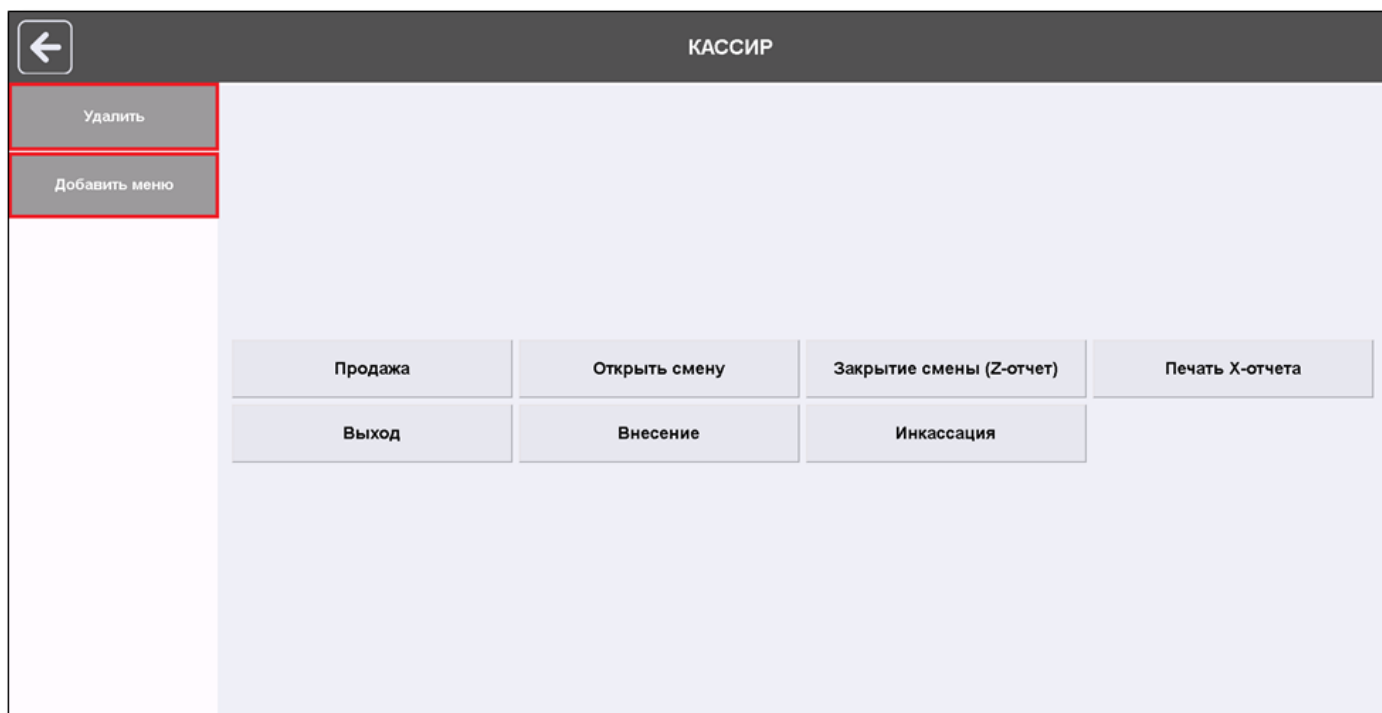 КАССИР
Удалить
Добавить меню
Продажа
Открыть смену
Закрытие смены (Z-отчет)
Печать X-отчета
Выход
Внесение
Инкассация